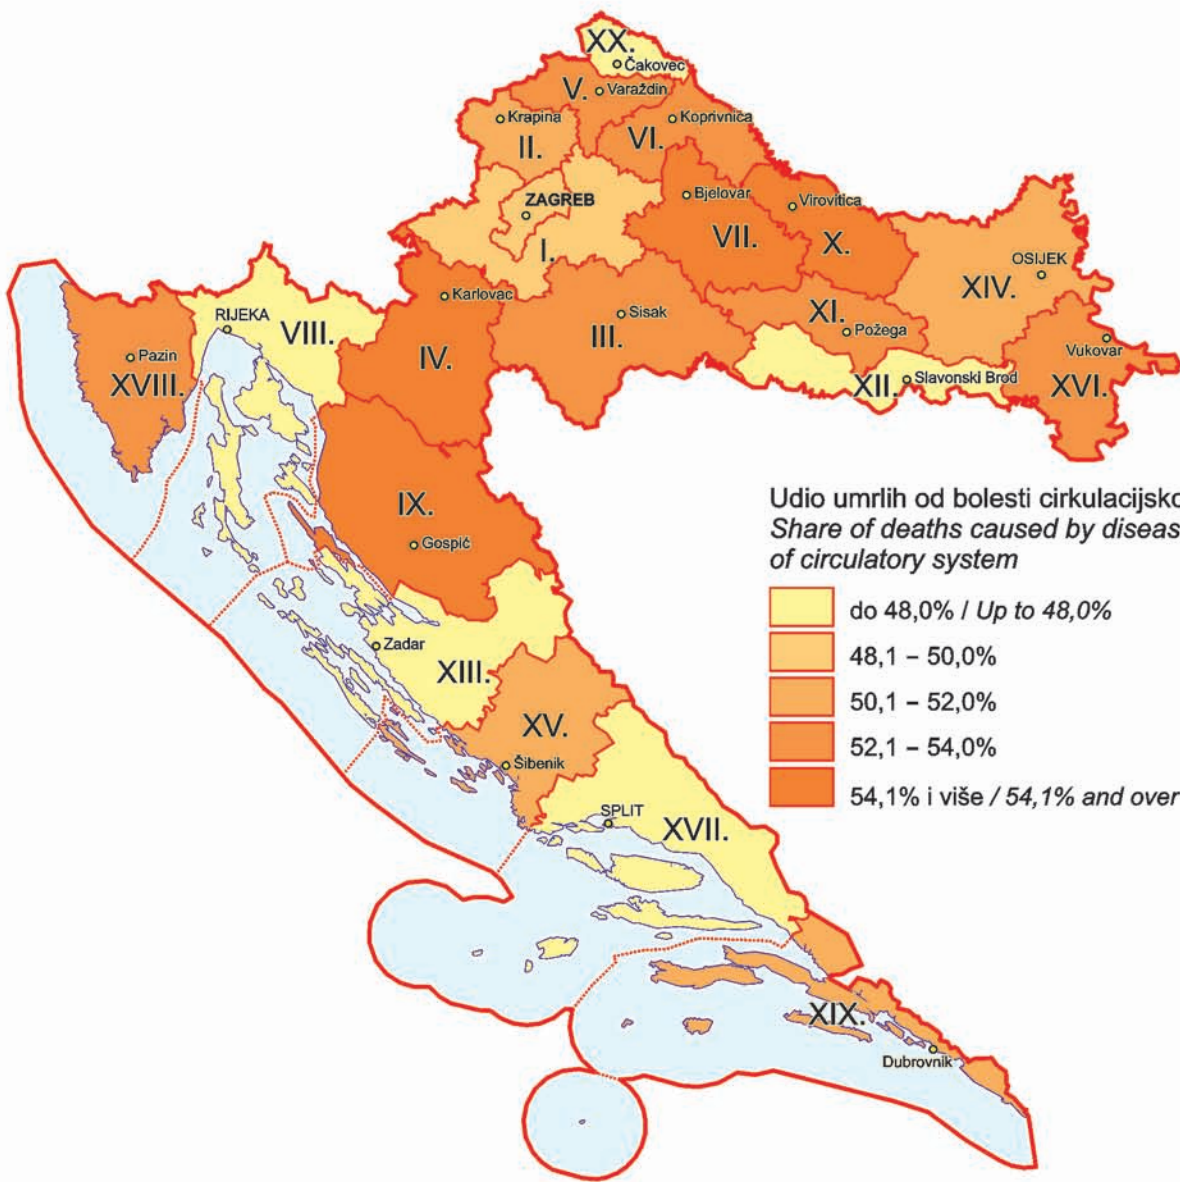 XX.
Čakovec
V.
Varaždin
Krapina
II.
VI.
Koprivnica
ZAGREB
I.
Bjelovar
VII.
Virovitica
X.
OSIJEK
XIV.
Karlovac
IV.
Sisak
III.
XI.
Požega
Vukovar
XVI.
XII.
Slavonski Brod
RIJEKA
VIII.
Pazin
XVIII.
IX.
Gospić
Udio umrlih od bolesti cirkulacijsko
Share of deaths caused by diseas
of circulatory system
do 48,0% / Up to 48,0%
48,1 – 50,0%
50,1 – 52,0%
52,1 – 54,0%
54,1% i više / 54,1% and over
Zadar
XIII.
XV.
Šibenik
SPLIT
XVII.
XIX.
Dubrovnik